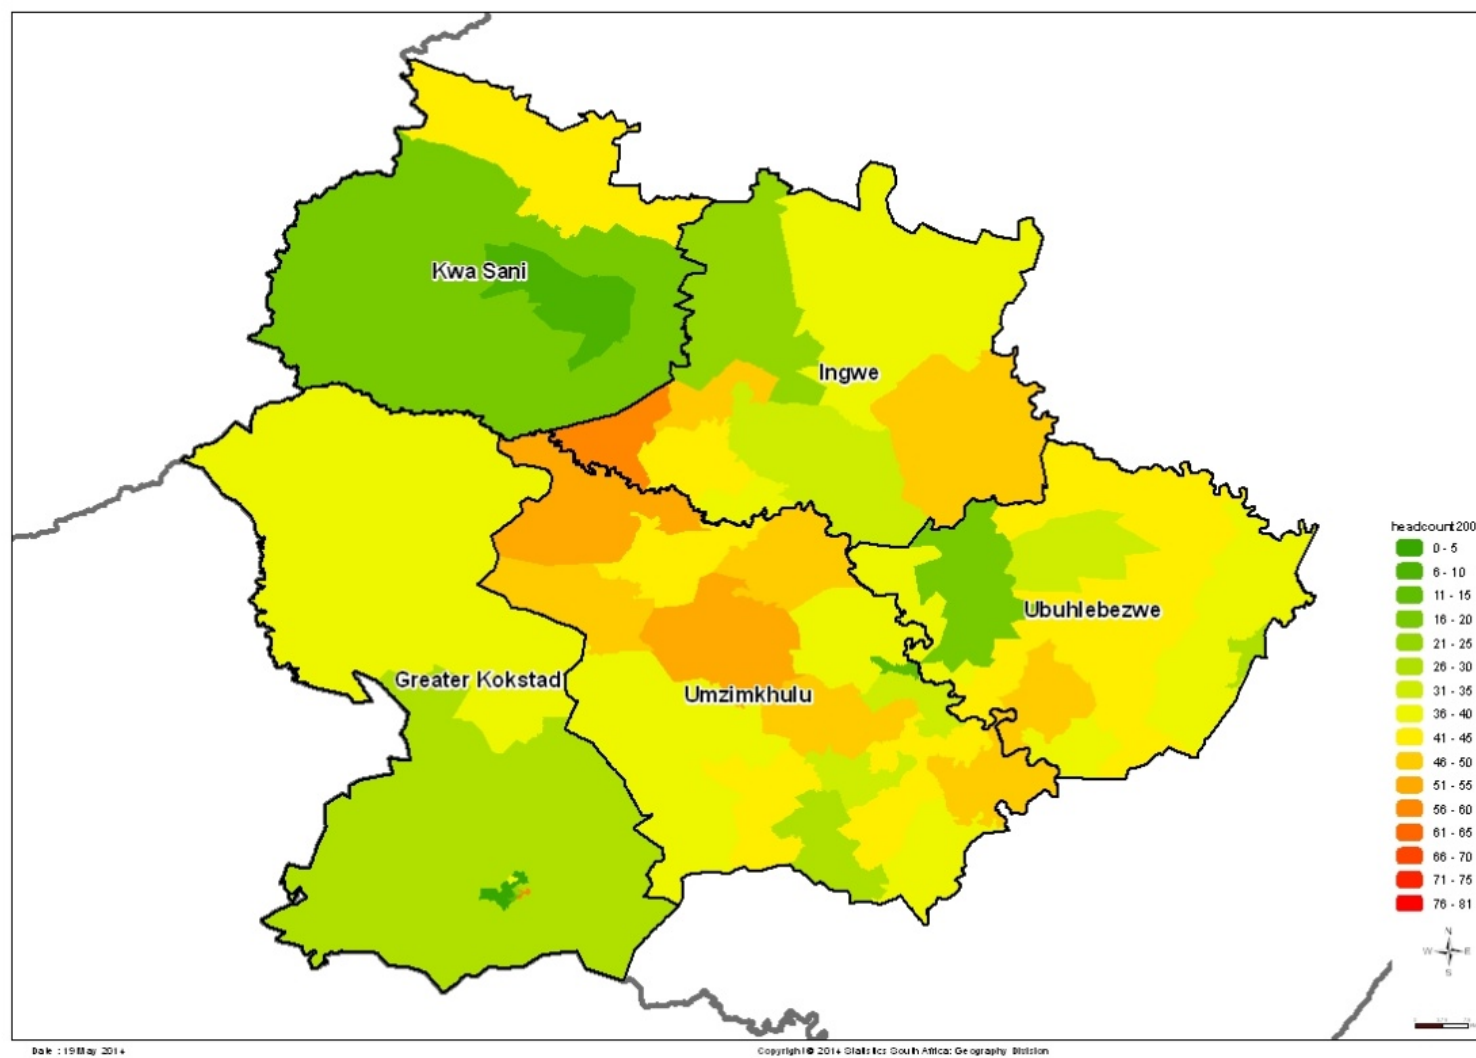 Kwa Sani
Ingwe
headcount200
0 - 5
6 - 10
11 - 15
16 - 20
21 - 25
26 - 30
31 - 35
36 - 40
41 - 45
46 - 50
51 - 55
56 - 60
61 - 65
66 - 70
71 - 75
76 - 81
Ubuhlebezwe
Greater Kokstad
Umzimkhulu
N
W E
S
Date : 19 May 2014
Copyright © 2014 Statistics South Africa: Geography Division